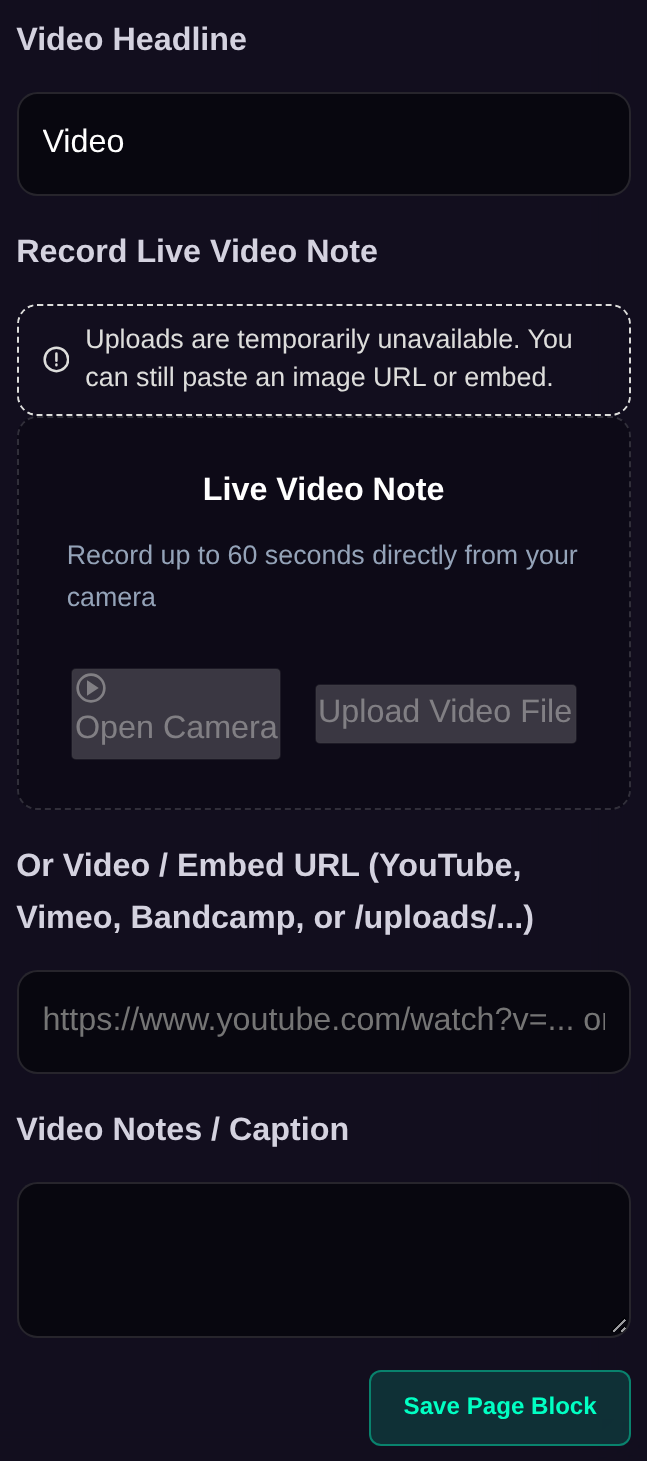 Video Headline
Video
Record Live Video Note
Uploads are temporarily unavailable. You
can still paste an image URL or embed.
Live Video Note
Record up to 60 seconds directly from your
camera
Open Camera
Upload Video File
Or Video / Embed URL (YouTube,
Vimeo, Bandcamp, or /uploads/...)
https://www.youtube.com/watch?v=... or
Video Notes / Caption
Save Page Block